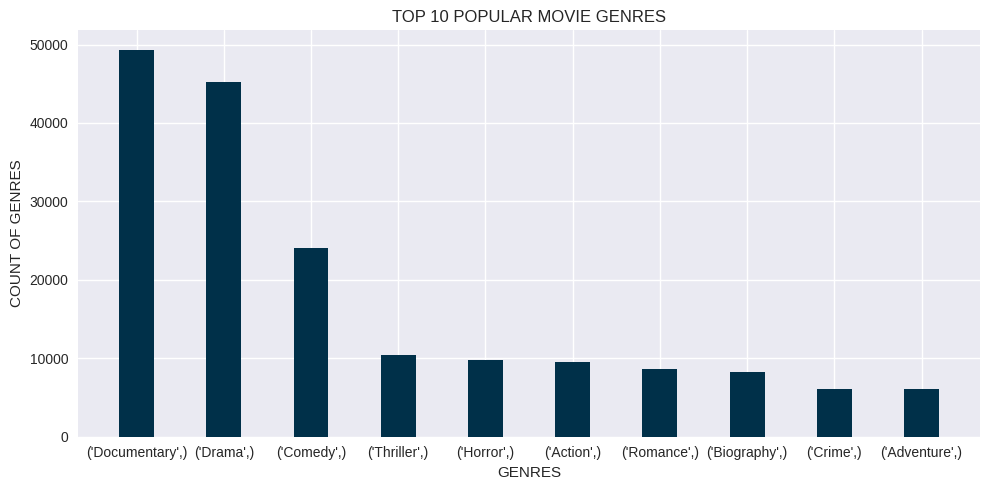 TOP 10 POPULAR MOVIE GENRES
COUNT OF GENRES
50000
40000
30000
20000
10000
0
('Documentary',) ('Drama',) ('Comedy',) ('Thriller',) ('Horror',) ('Action',) ('Romance',) ('Biography',) ('Crime',) ('Adventure',)
GENRES